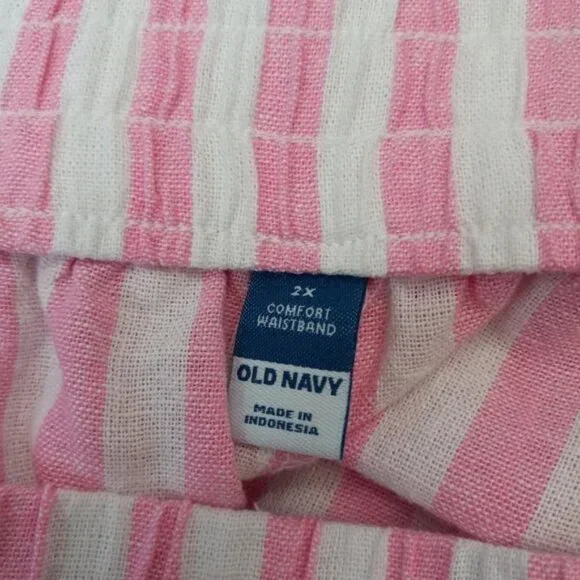 2X
COMFORT
WAISTBAND
OLD NAVY
MADE IN
INDONESIA